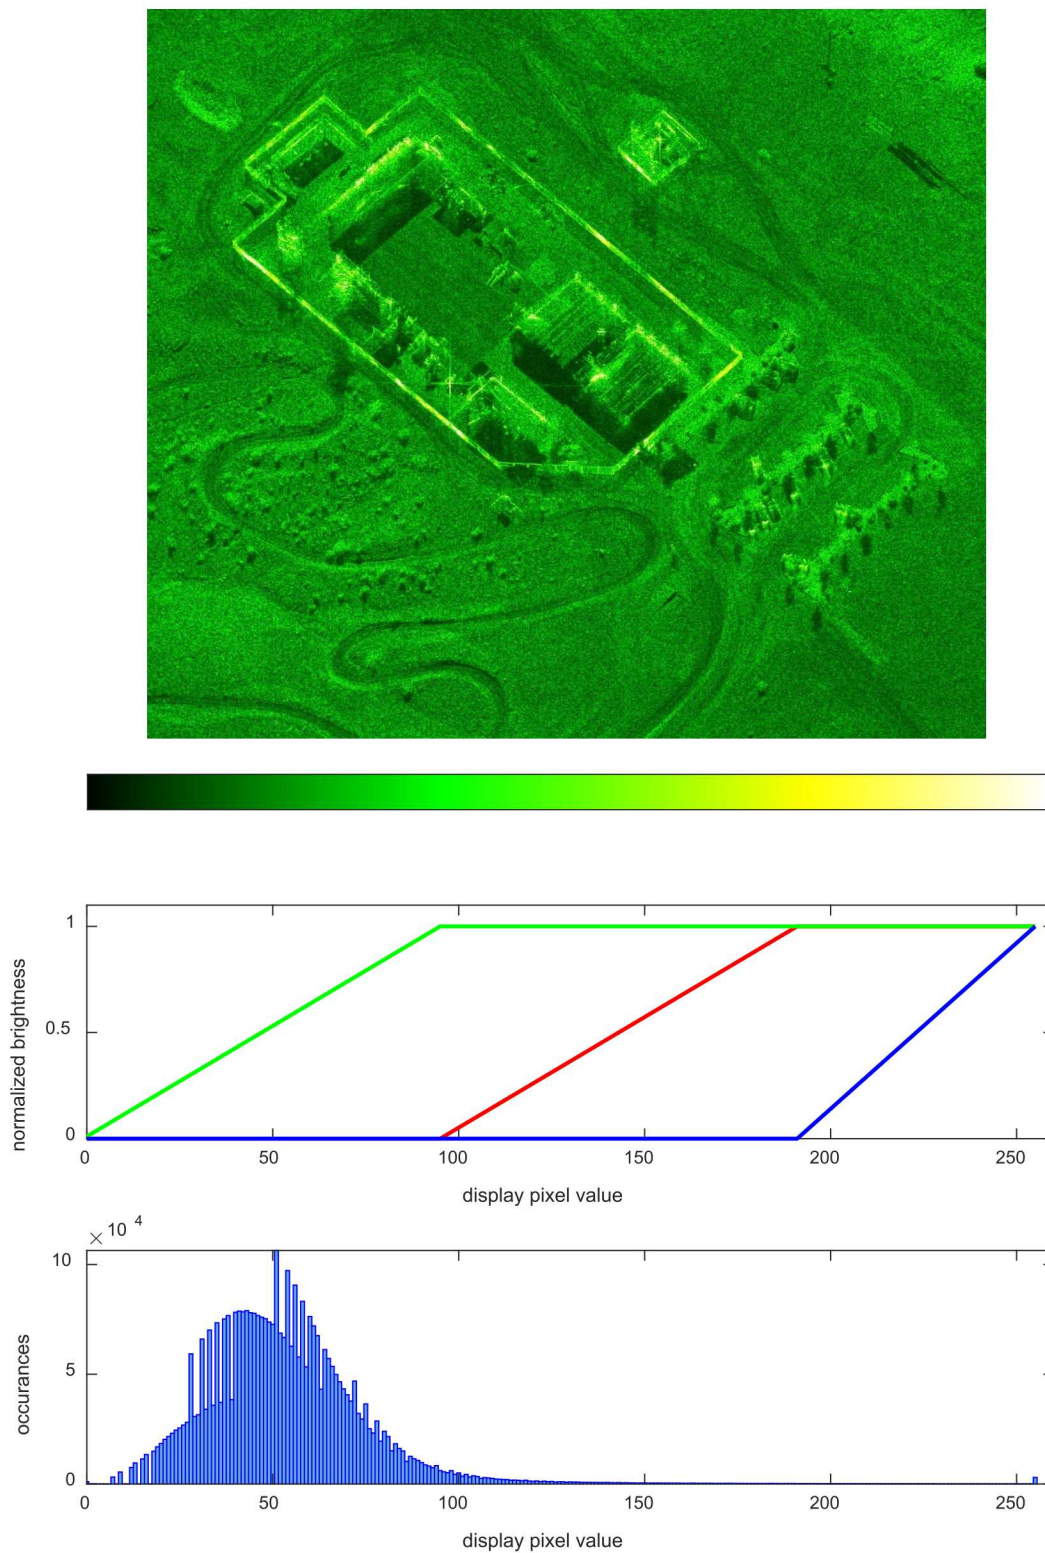 normalized brightness
1
0.5
0
0 50 100 150 200 250
display pixel value
× 10 4
occurances
10
5
0
0 50 100 150 200 250
display pixel value